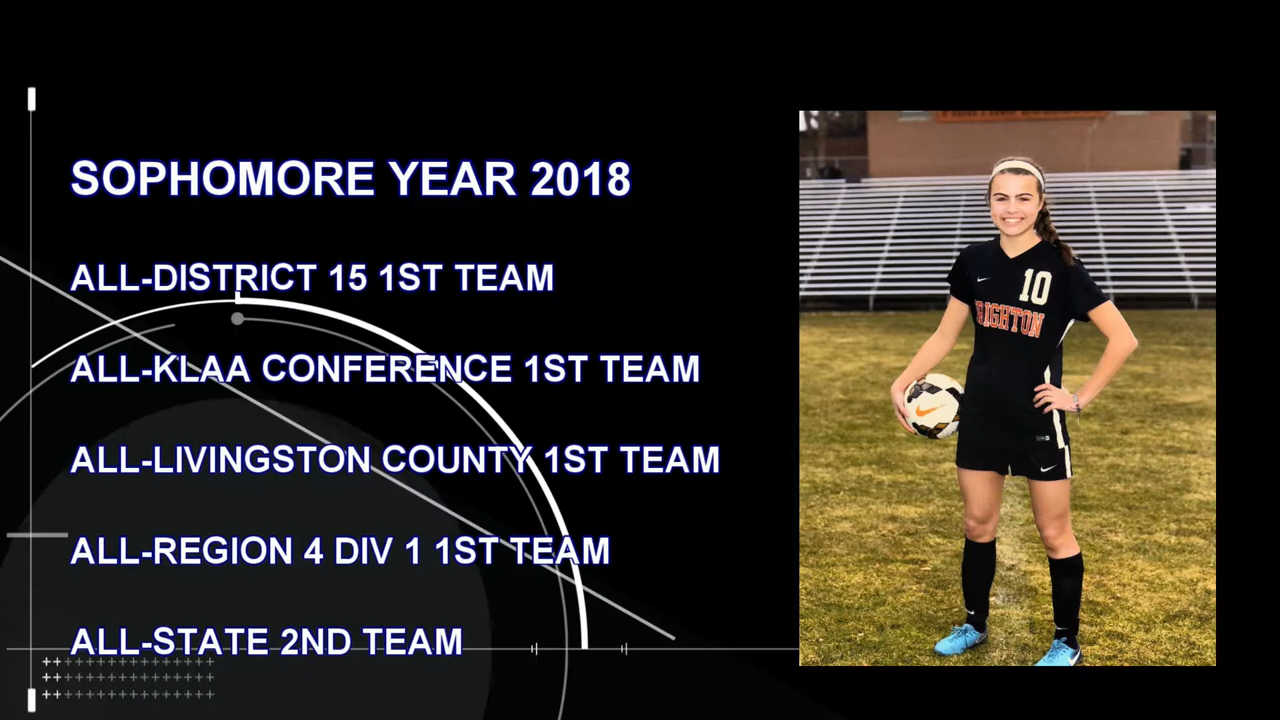 SOPHOMORE YEAR 2018
ALL-DISTRICT 15 1ST TEAM
ALL-KLAA CONFERENCE 1ST TEAM
ALL-LIVINGSTON COUNTY 1ST TEAM
ALL-REGION 4 DIV 1 1ST TEAM
ALL-STATE 2ND TEAM
10
BRIGHTON